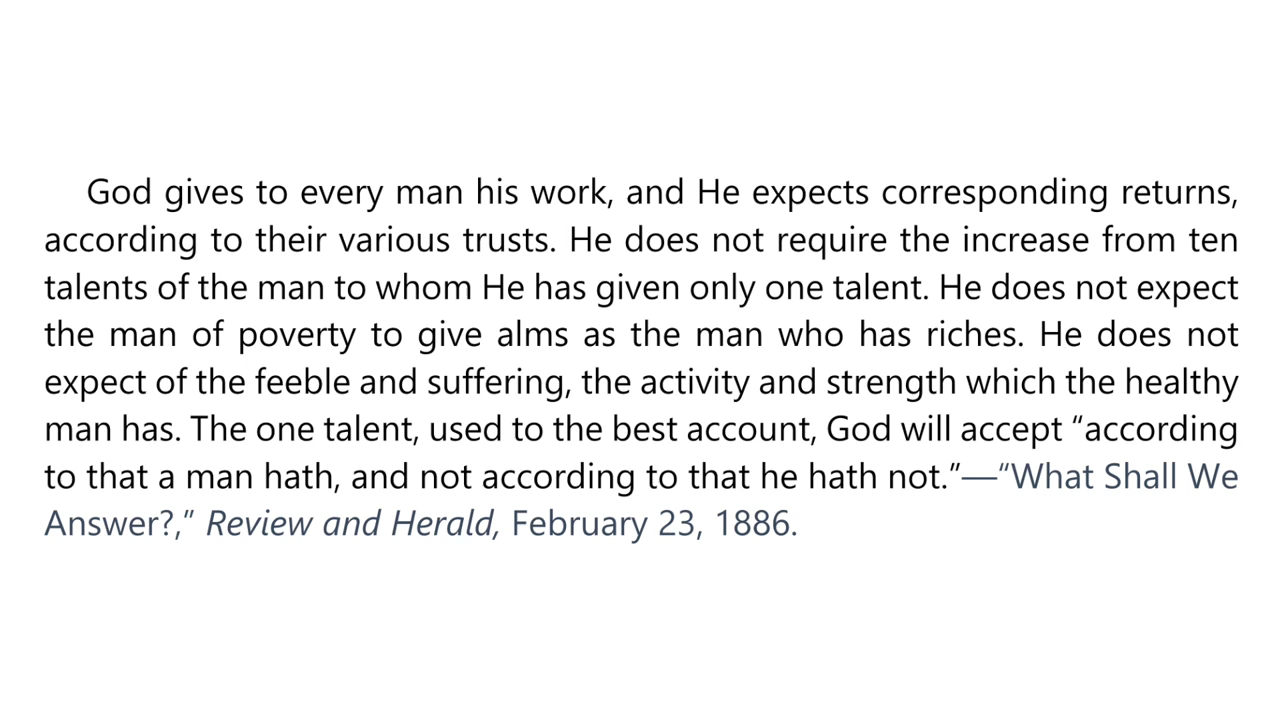 God gives to every man his work, and He expects corresponding returns,
according to their various trusts. He does not require the increase from ten
talents of the man to whom He has given only one talent. He does not expect
the man of poverty to give alms as the man who has riches. He does not
expect of the feeble and suffering, the activity and strength which the healthy
man has. The one talent, used to the best account, God will accept “according
to that a man hath, and not according to that he hath not.”—“What Shall We
Answer?,” Review and Herald, February 23, 1886.